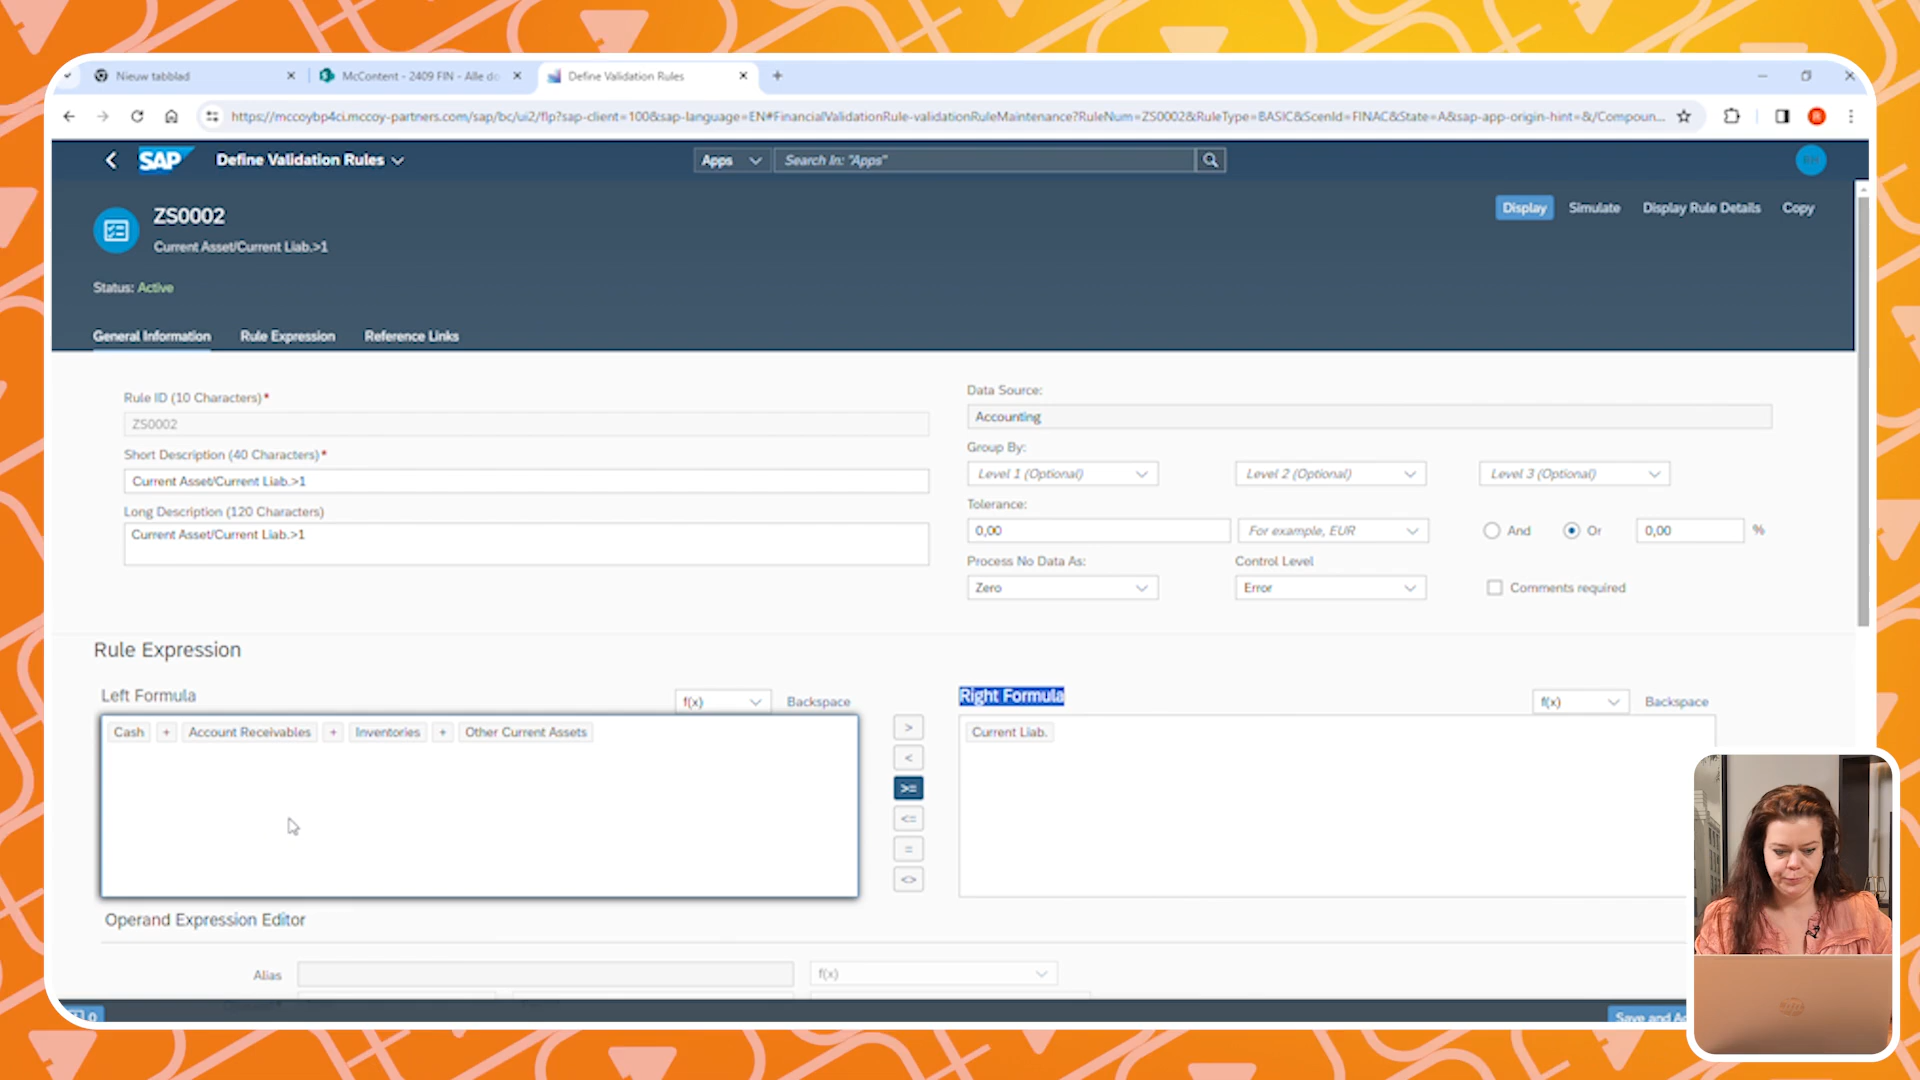 Nieuw tabblad
McContent - 2409 FIN - Alle do
Define Validation Rules
https://mccoybp4ci.mccoy-partners.com/sap/bc/ui2/flp?sap-client=100&sap-language=EN#FinancialValidationRule-validationRuleMaintenance?RuleNum=ZS0002&RuleType=BASIC&ScenId=FINAC&State=A&sap-app-origin-hint=&/Compoun...
SAP
Define Validation Rules
Apps
Search In: "Apps"
ZS0002
Current Asset/Current Liab.>1
Display
Simulate
Display Rule Details
Copy
Status: Active
General Information
Rule Expression
Reference Links
Rule ID (10 Characters)*
ZS0002
Short Description (40 Characters)*
Current Asset/Current Liab.>1
Long Description (120 Characters)
Current Asset/Current Liab.>1
Data Source:
Accounting
Group By:
Level 1 (Optional)
Level 2 (Optional)
Level 3 (Optional)
Tolerance:
0,00
For example, EUR
And
Or
0,00
%
Process No Data As:
Control Level
Zero
Error
Comments required
Rule Expression
Left Formula
f(x)
Backspace
Cash + Account Receivables + Inventories + Other Current Assets
>
<
>=
<=
=
<>
Right Formula
f(x)
Backspace
Current Liab.
Operand Expression Editor
Alias
f(x)
0
Save and